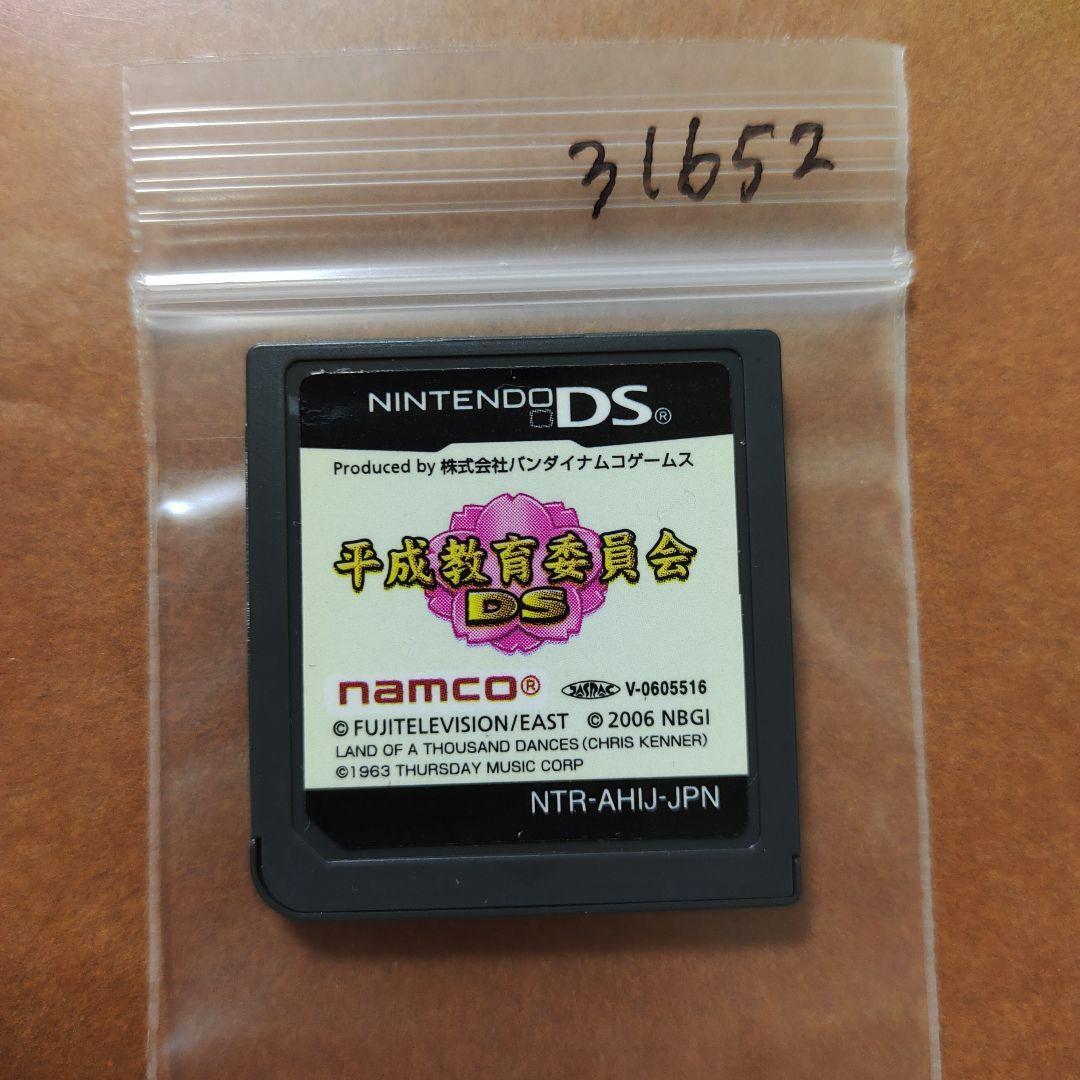 31652
NINTENDO DS®
Produced by 株式会社バンダイナムコゲームス
平成教育委員会
DS
namco® JASRAC V-0605516
©FUJITELEVISION/EAST ©2006 NBGI
LAND OF A THOUSAND DANCES (CHRIS KENNER)
©1963 THURSDAY MUSIC CORP
NTR-AHIJ-JPN